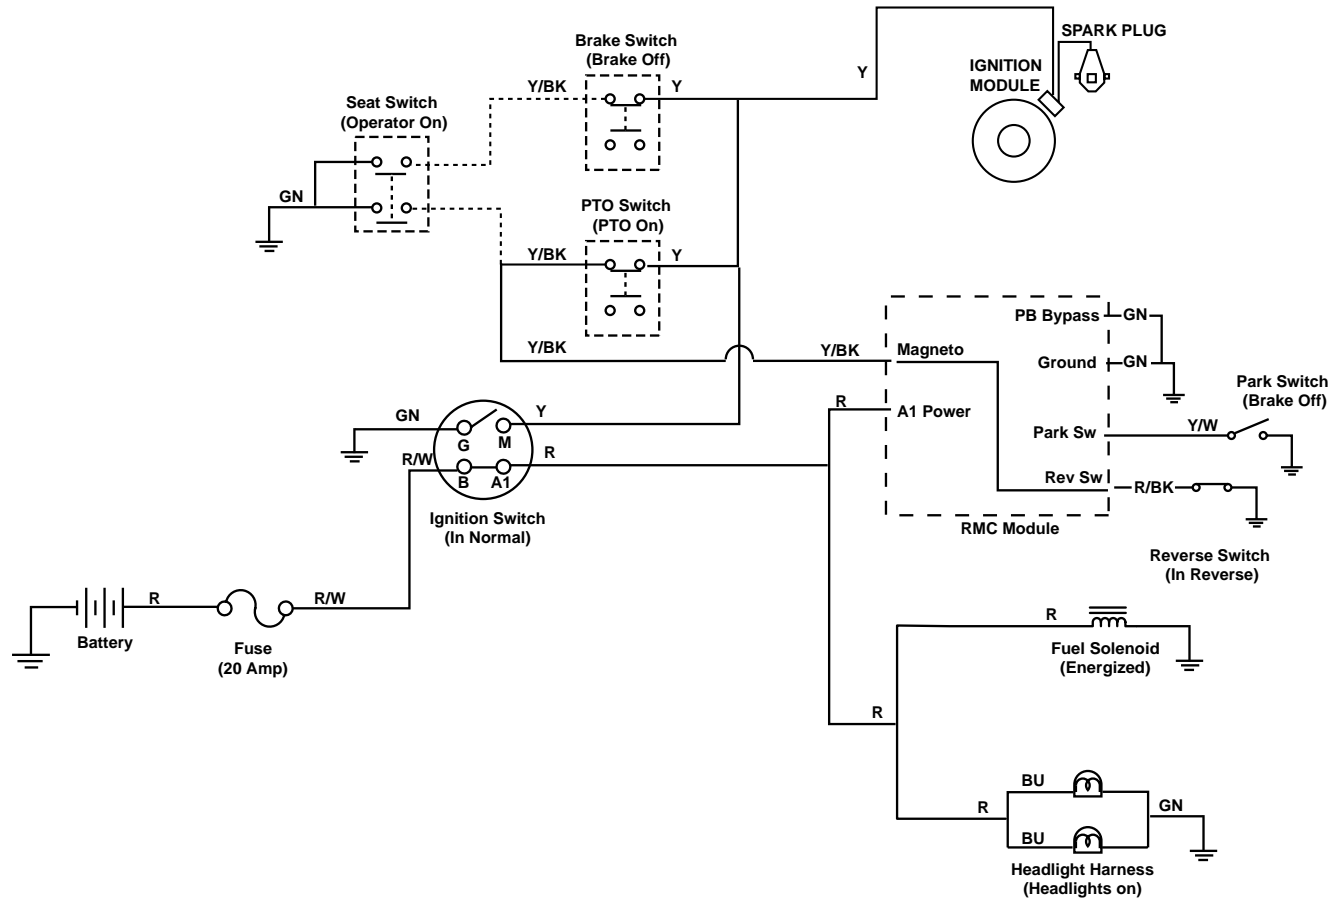 Brake Switch
(Brake Off)
SPARK PLUG
IGNITION
MODULE
Y
Y/BK
Y
Seat Switch
(Operator On)
GN
PTO Switch
(PTO On)
Y/BK
Y
Y/BK
Y/BK
PB Bypass
GN
Magneto
Ground
GN
Park Switch
(Brake Off)
R
A1 Power
GN
Y
G
M
Park Sw
Y/W
R/W
R
B
A1
Rev Sw
R/BK
Ignition Switch
(In Normal)
RMC Module
Reverse Switch
(In Reverse)
R
R/W
Battery
Fuse
(20 Amp)
R
Fuel Solenoid
(Energized)
R
BU
R
GN
BU
Headlight Harness
(Headlights on)